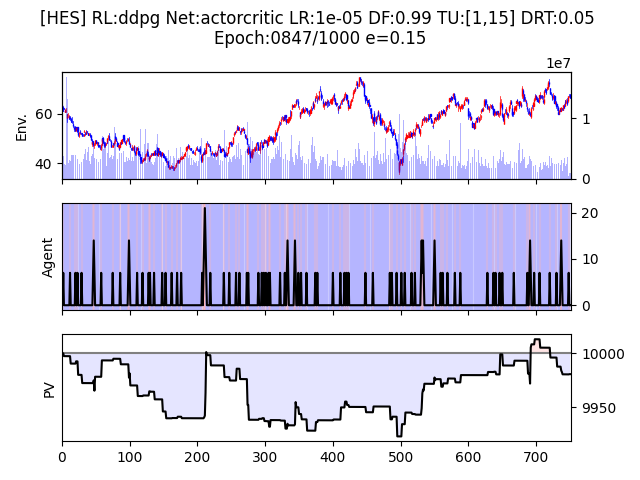 [HES] RL:ddpg Net:actorcritic LR:1e-05 DF:0.99 TU:[1,15] DRT:0.05
Epoch:0847/1000 e=0.15
1e7
Env.
60
40
1
0
Agent
20
10
0
PV
10000
9950
0 100 200 300 400 500 600 700